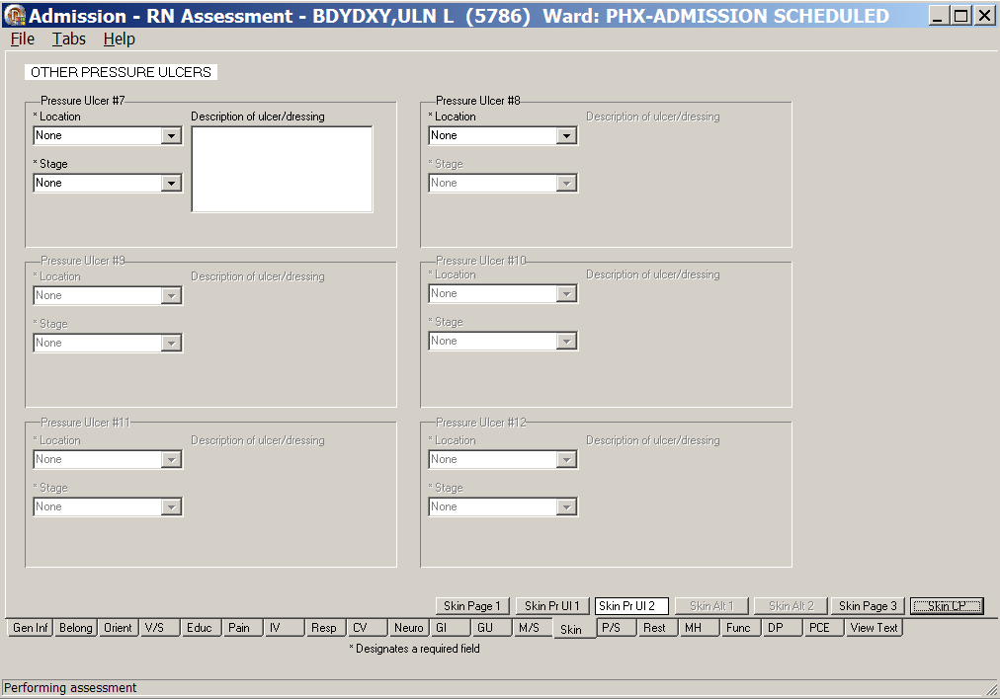 Admission - RN Assessment - BDYDXY,ULN L (5786) Ward: PHX-ADMISSION SCHEDULED
File Tabs Help
OTHER PRESSURE ULCERS
Pressure Ulcer #7
* Location
Description of ulcer/dressing
None
* Stage
None
Pressure Ulcer #8
* Location
Description of ulcer/dressing
None
* Stage
None
Pressure Ulcer #9
* Location
Description of ulcer/dressing
None
* Stage
None
Pressure Ulcer #10
* Location
Description of ulcer/dressing
None
* Stage
None
Pressure Ulcer #11
* Location
Description of ulcer/dressing
None
* Stage
None
Pressure Ulcer #12
* Location
Description of ulcer/dressing
None
* Stage
None
Skin Page 1 Skin Pr Ul 1 Skin Pr Ul 2 Skin Alt 1 Skin Alt 2 Skin Page 3 Skin CP
Gen Inf Belong Orient V/S Educ Pain IV Resp CV Neuro GI GU M/S Skin P/S Rest MH Func DP PCE View Text
* Designates a required field
Performing assessment